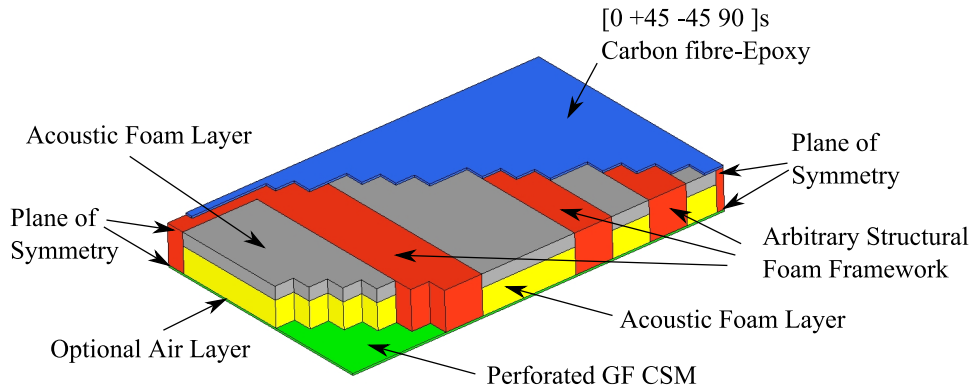 [0 +45 -45 90 ]s
Carbon fibre-Epoxy
Acoustic Foam Layer
Plane of
Symmetry
Plane of
Symmetry
Arbitrary Structural
Foam Framework
Acoustic Foam Layer
Optional Air Layer
Perforated GF CSM